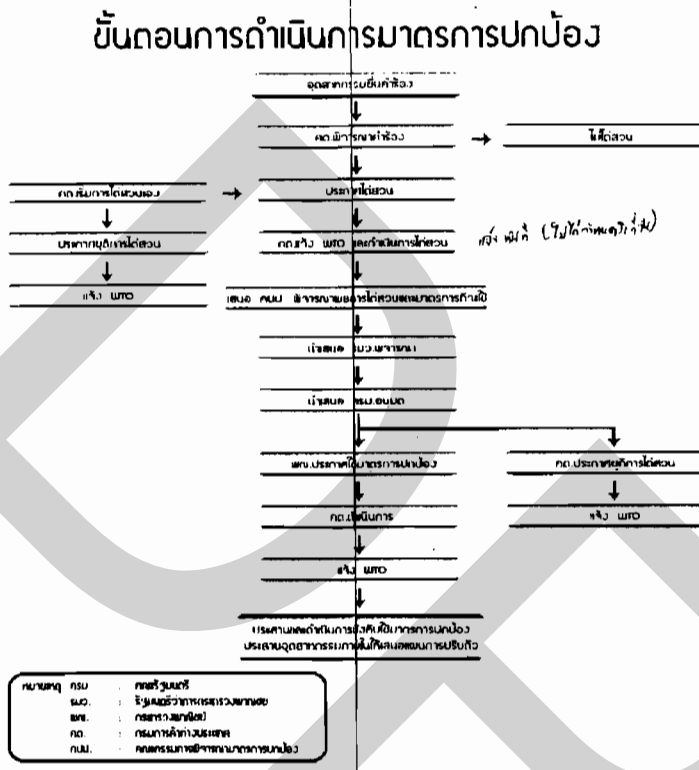 ขั้นตอนการดำเนินการมาตรการปกป้อง
อุตสาหกรรมยื่นคำร้อง
คต.พิจารณาคำร้อง
ไม่ไต่สวน
คต.เริ่มการไต่สวนเอง
ประกาศไต่สวน
ประกาศยุติการไต่สวน
คต.แจ้ง WTO และดำเนินการไต่สวน
แจ้ง WTO
เสนอ คปป พิจารณาผลการไต่สวนและมาตรการที่จะใช้
นำเสนอ รมว.พิจารณา
นำเสนอ ครม.อนุมัติ
พณ.ประกาศใช้มาตรการปกป้อง
คต.ประกาศยุติการไต่สวน
คต.ดำเนินการ
แจ้ง WTO
แจ้ง WTO
ประสานและดำเนินการบังคับใช้มาตรการปกป้อง
ประสานอุตสาหกรรมภายในให้เสนอแผนการปรับตัว
หมายเหตุ ครม : คณะรัฐมนตรี
รมว. : รัฐมนตรีว่าการกระทรวงพาณิชย์
พณ. : กระทรวงพาณิชย์
คต. : กรมการค้าต่างประเทศ
คปป. : คณะกรรมการพิจารณามาตรการปกป้อง